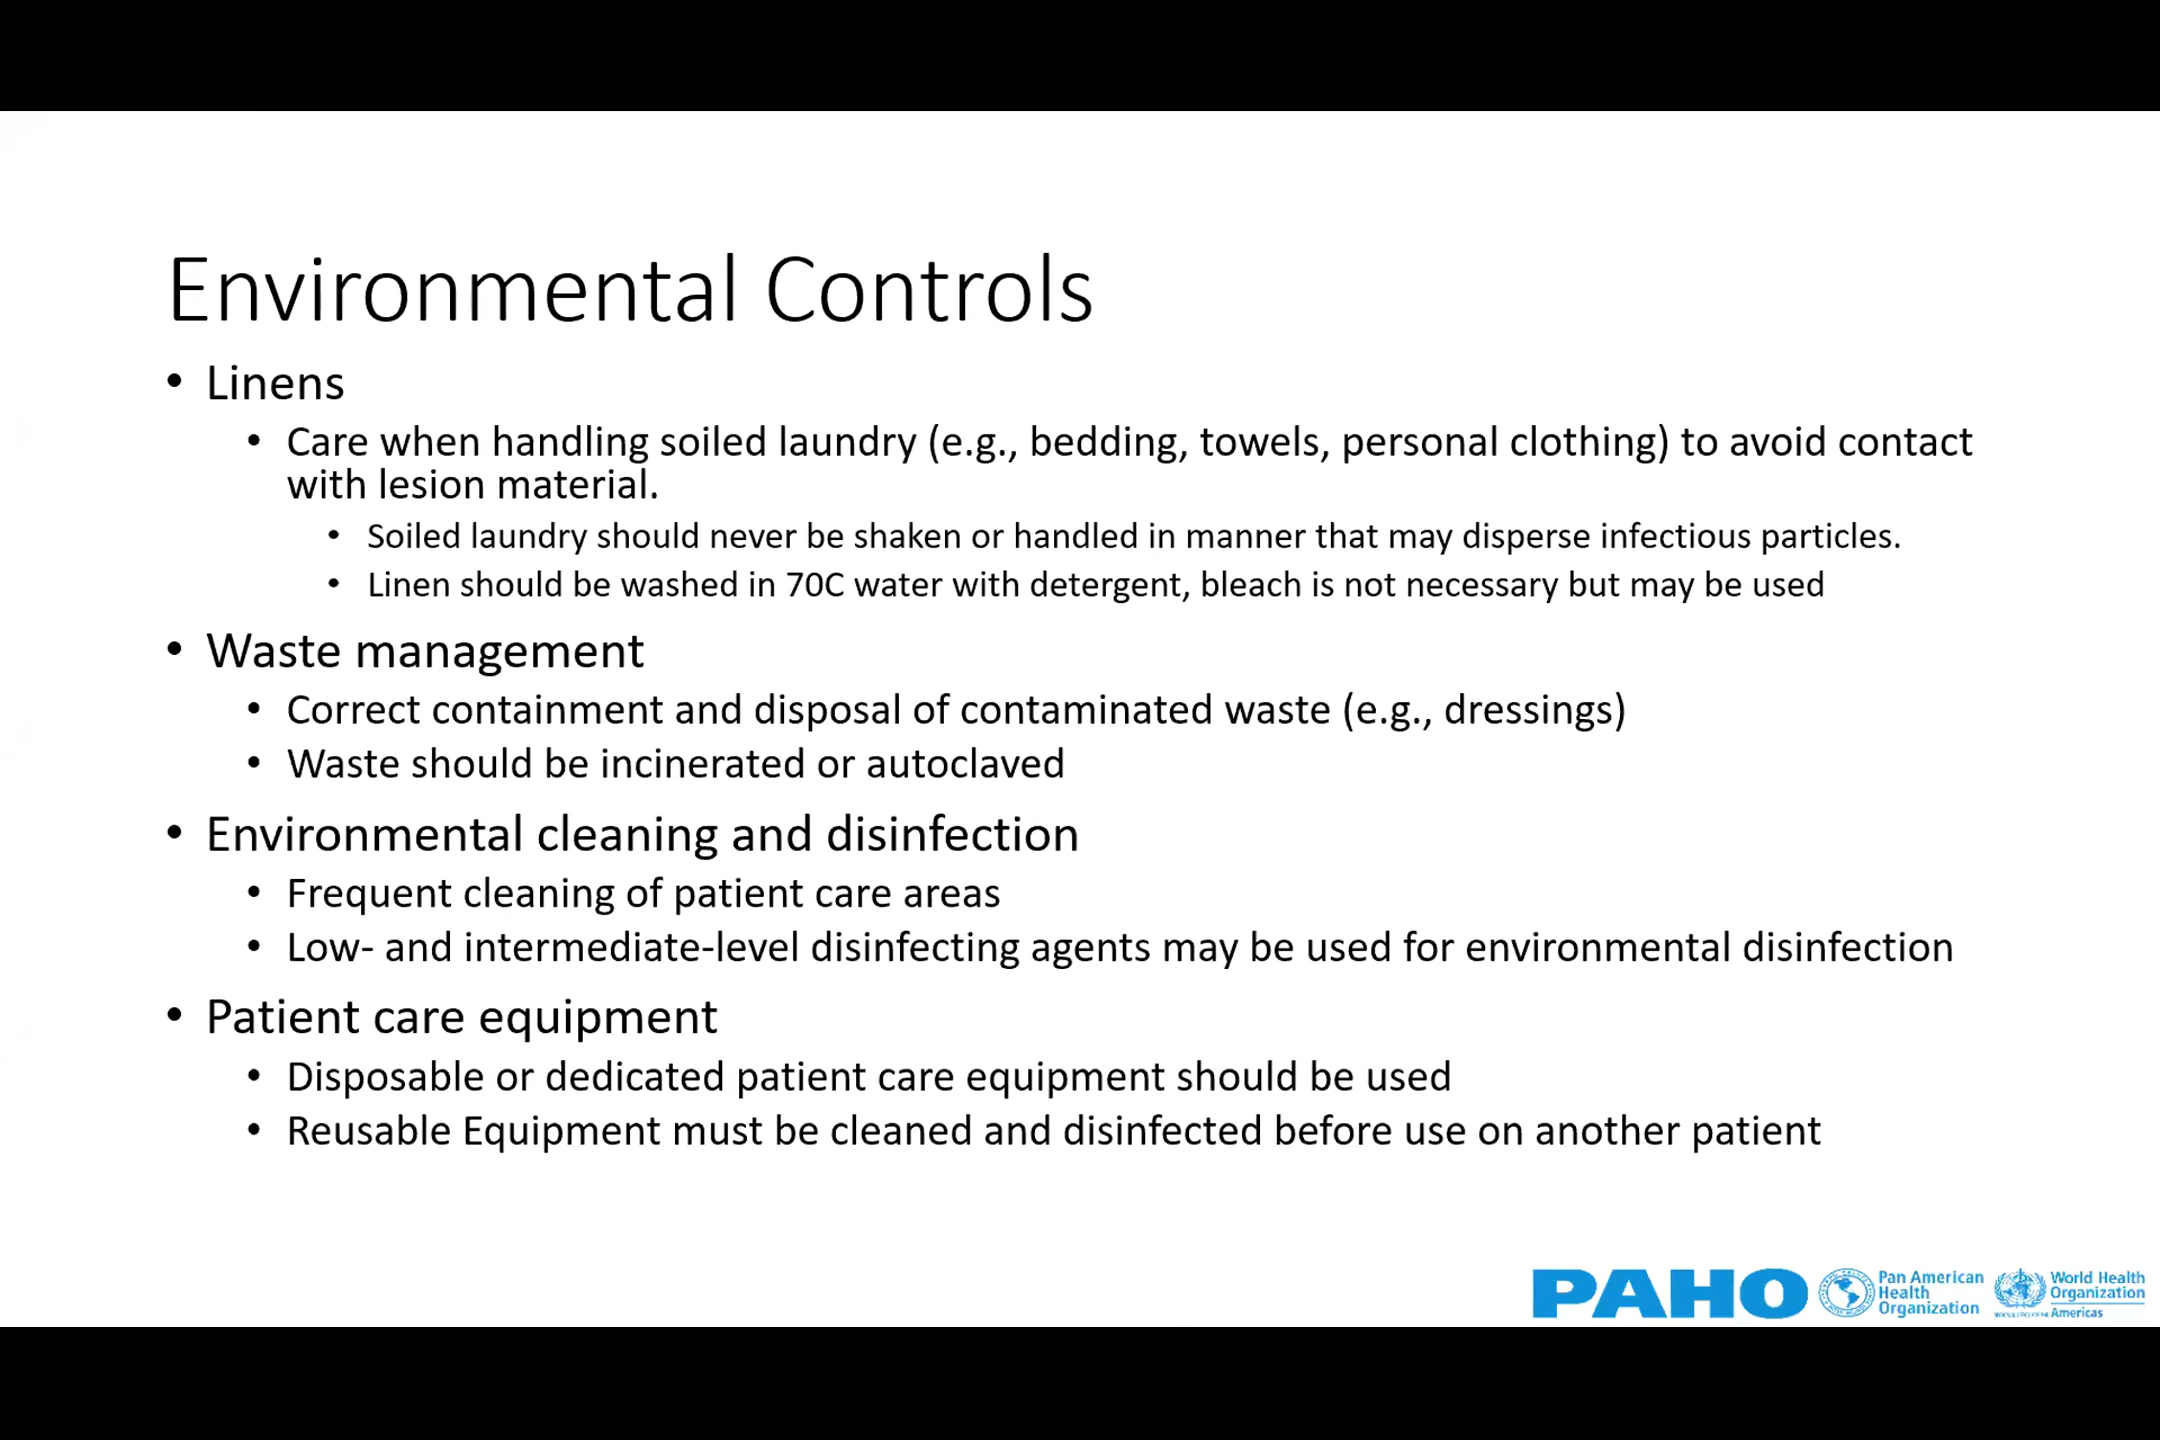 Environmental Controls
• Linens
• Care when handling soiled laundry (e.g., bedding, towels, personal clothing) to avoid contact
with lesion material.
• Soiled laundry should never be shaken or handled in manner that may disperse infectious particles.
• Linen should be washed in 70C water with detergent, bleach is not necessary but may be used
• Waste management
• Correct containment and disposal of contaminated waste (e.g., dressings)
• Waste should be incinerated or autoclaved
• Environmental cleaning and disinfection
• Frequent cleaning of patient care areas
• Low- and intermediate-level disinfecting agents may be used for environmental disinfection
• Patient care equipment
• Disposable or dedicated patient care equipment should be used
• Reusable Equipment must be cleaned and disinfected before use on another patient
PAHO
Pan American
Health
Organization
World Health
Organization
Americas